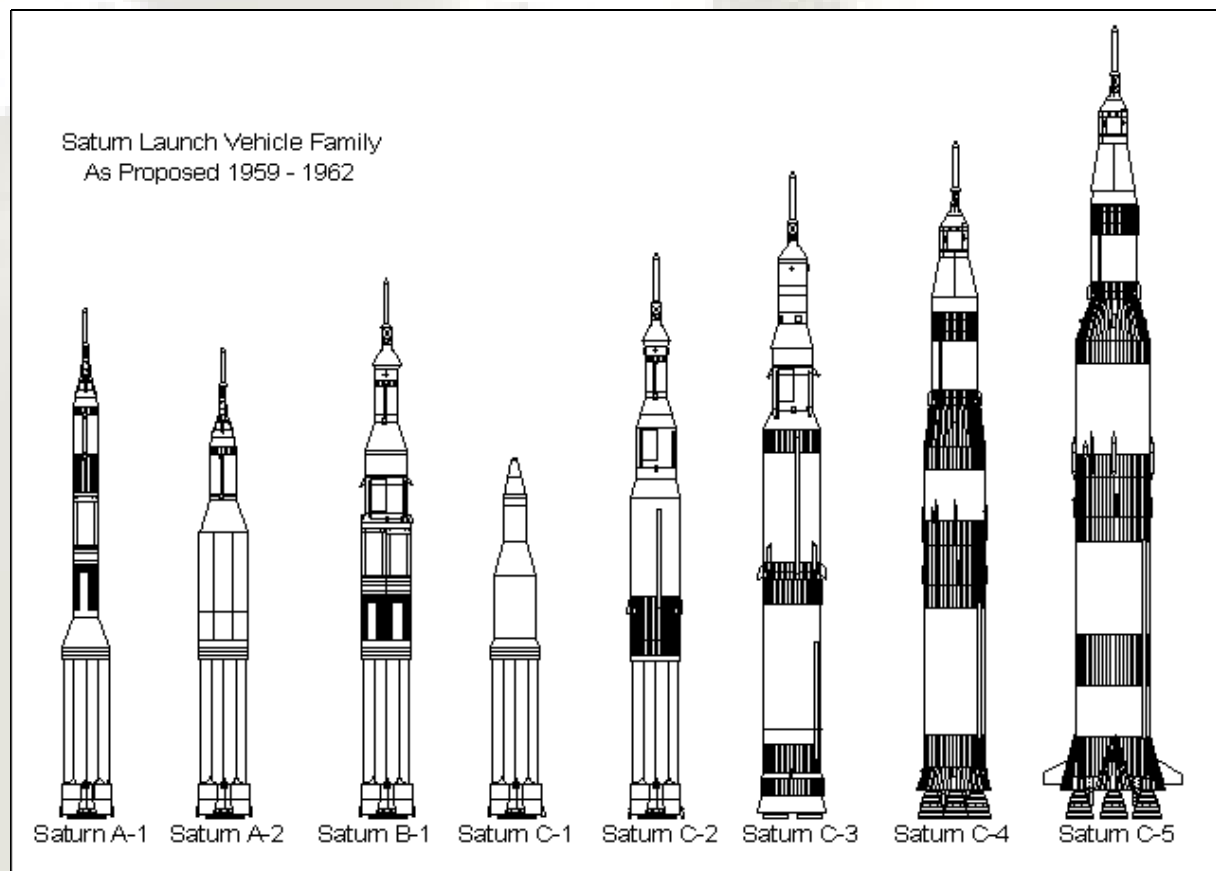 Saturn Launch Vehicle Family
As Proposed 1959 - 1962
Saturn A-1
Saturn A-2
Saturn B-1
Saturn C-1
Saturn C-2
Saturn C-3
Saturn C-4
Saturn C-5